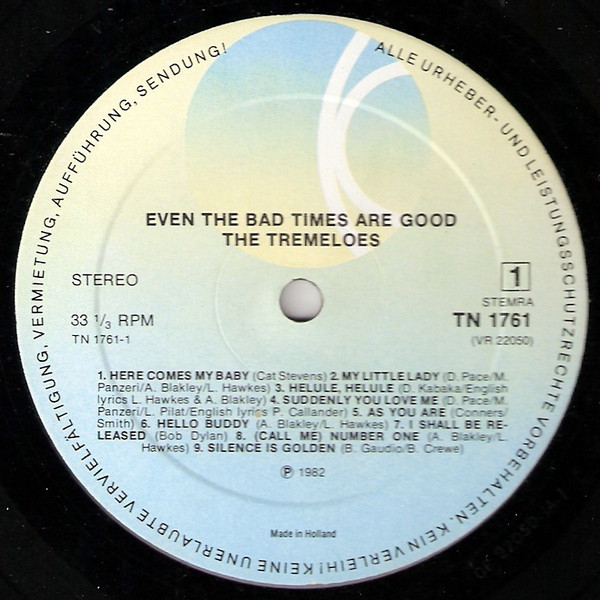 ALLE URHEBER- UND LEISTUNGSSCHUTZRECHTE VORBEHALTEN. KEIN VERLEIH! KEINE UNERLAUBTE VERVIELFÄLTIGUNG, VERMIETUNG, AUFFÜHRUNG, SENDUNG!
EVEN THE BAD TIMES ARE GOOD
THE TREMELOES
STEREO
1
STEMRA
33 1/3 RPM
TN 1761
TN 1761-1
(VR 22050)
1. HERE COMES MY BABY (Cat Stevens) 2. MY LITTLE LADY (D. Pace/M.
Panzeri/A. Blakley/L. Hawkes) 3. HELULE, HELULE (D. Kabaka/English
lyrics L. Hawkes & A. Blakley) 4. SUDDENLY YOU LOVE ME (D. Pace/M.
Panzeri/L. Pilat/English lyrics P. Callander) 5. AS YOU ARE (Conners/
Smith) 6. HELLO BUDDY (A. Blakley/L. Hawkes) 7. I SHALL BE RE-
LEASED (Bob Dylan) 8. (CALL ME) NUMBER ONE (A. Blakley/L.
Hawkes) 9. SILENCE IS GOLDEN (B. Gaudio/B. Crewe)
℗ 1982
Made in Holland